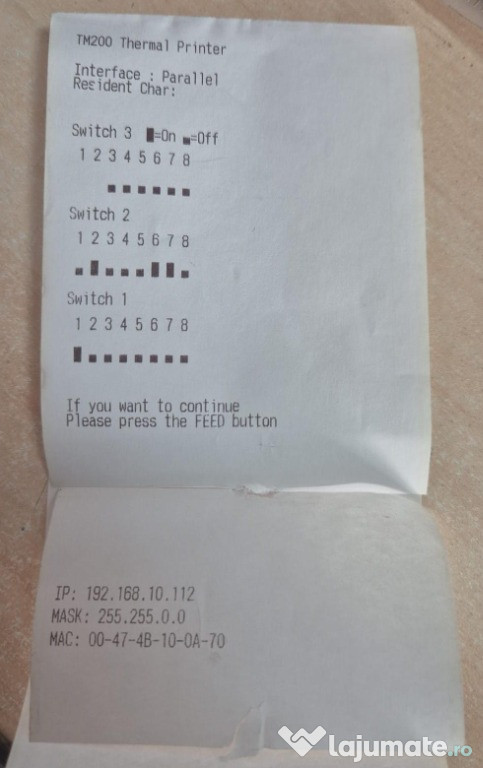 TM200 Thermal Printer
Interface : Parallel
Resident Char:
Switch 3 ▮=On ▄=Off
1 2 3 4 5 6 7 8
Switch 2
1 2 3 4 5 6 7 8
Switch 1
1 2 3 4 5 6 7 8
If you want to continue
Please press the FEED button
IP: 192.168.10.112
MASK: 255.255.0.0
MAC: 00-47-4B-10-0A-70
lajumate.ro